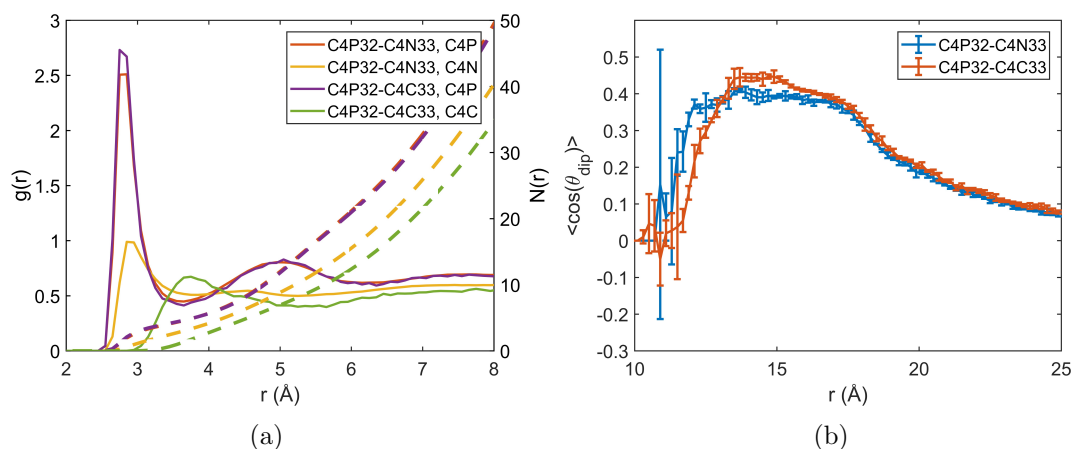 3
2.5
2
1.5
1
0.5
0
g(r)
2 3 4 5 6 7 8
r (Å)
50
40
30
20
10
0
N(r)
C4P32-C4N33, C4P
C4P32-C4N33, C4N
C4P32-C4C33, C4P
C4P32-C4C33, C4C
(a)
0.5
0.4
0.3
0.2
0.1
0
-0.1
-0.2
-0.3
<cos(θdip)>
10 15 20 25
r (Å)
C4P32-C4N33
C4P32-C4C33
(b)